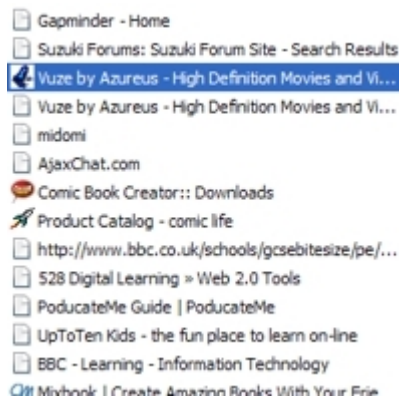 Gapminder - Home
Suzuki Forums: Suzuki Forum Site - Search Results
Vuze by Azureus - High Definition Movies and Vi...
Vuze by Azureus - High Definition Movies and Vi...
midomi
AjaxChat.com
Comic Book Creator:: Downloads
Product Catalog - comic life
http://www.bbc.co.uk/schools/gcsebitesize/pe/...
528 Digital Learning » Web 2.0 Tools
PoducateMe Guide | PoducateMe
UpToTen Kids - the fun place to learn on-line
BBC - Learning - Information Technology
Mixbook | Create Amazing Books With Your Frie